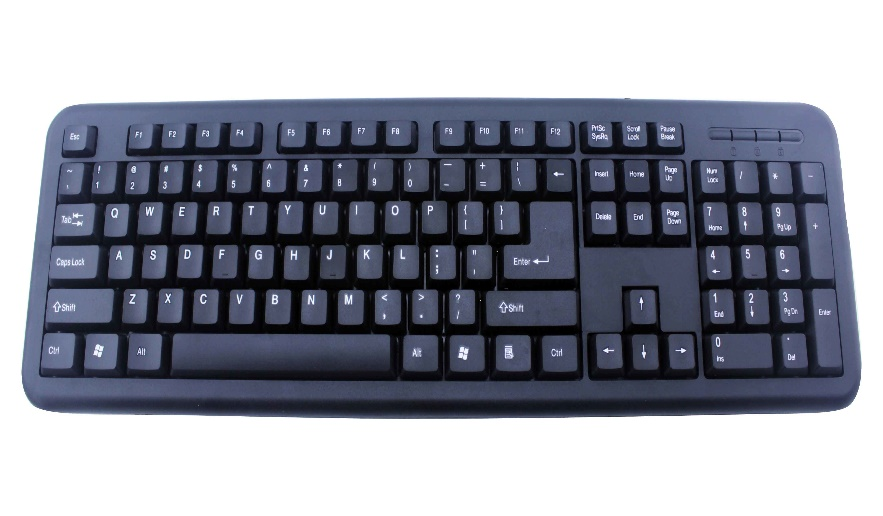 Esc F1 F2 F3 F4 F5 F6 F7 F8 F9 F10 F11 F12 PrtSc SysRq Scroll Lock Pause Break
~ ! @ # $ % ^ & * ( ) — + ¦ ←
` 1 2 3 4 5 6 7 8 9 0 - = \
Insert Home Page Up Num Lock / * -
Tab Q W E R T Y U I O P { [ } ] Delete End Page Down 7 Home 8 ↑ 9 Pg Up +
Caps Lock A S D F G H J K L : ; " ' Enter 4 ← 5 6 →
Shift Z X C V B N M < , > . ? / Shift ↑ 1 End 2 ↓ 3 Pg Dn Enter
Ctrl Alt Alt Ctrl ← ↓ → 0 Ins . Del